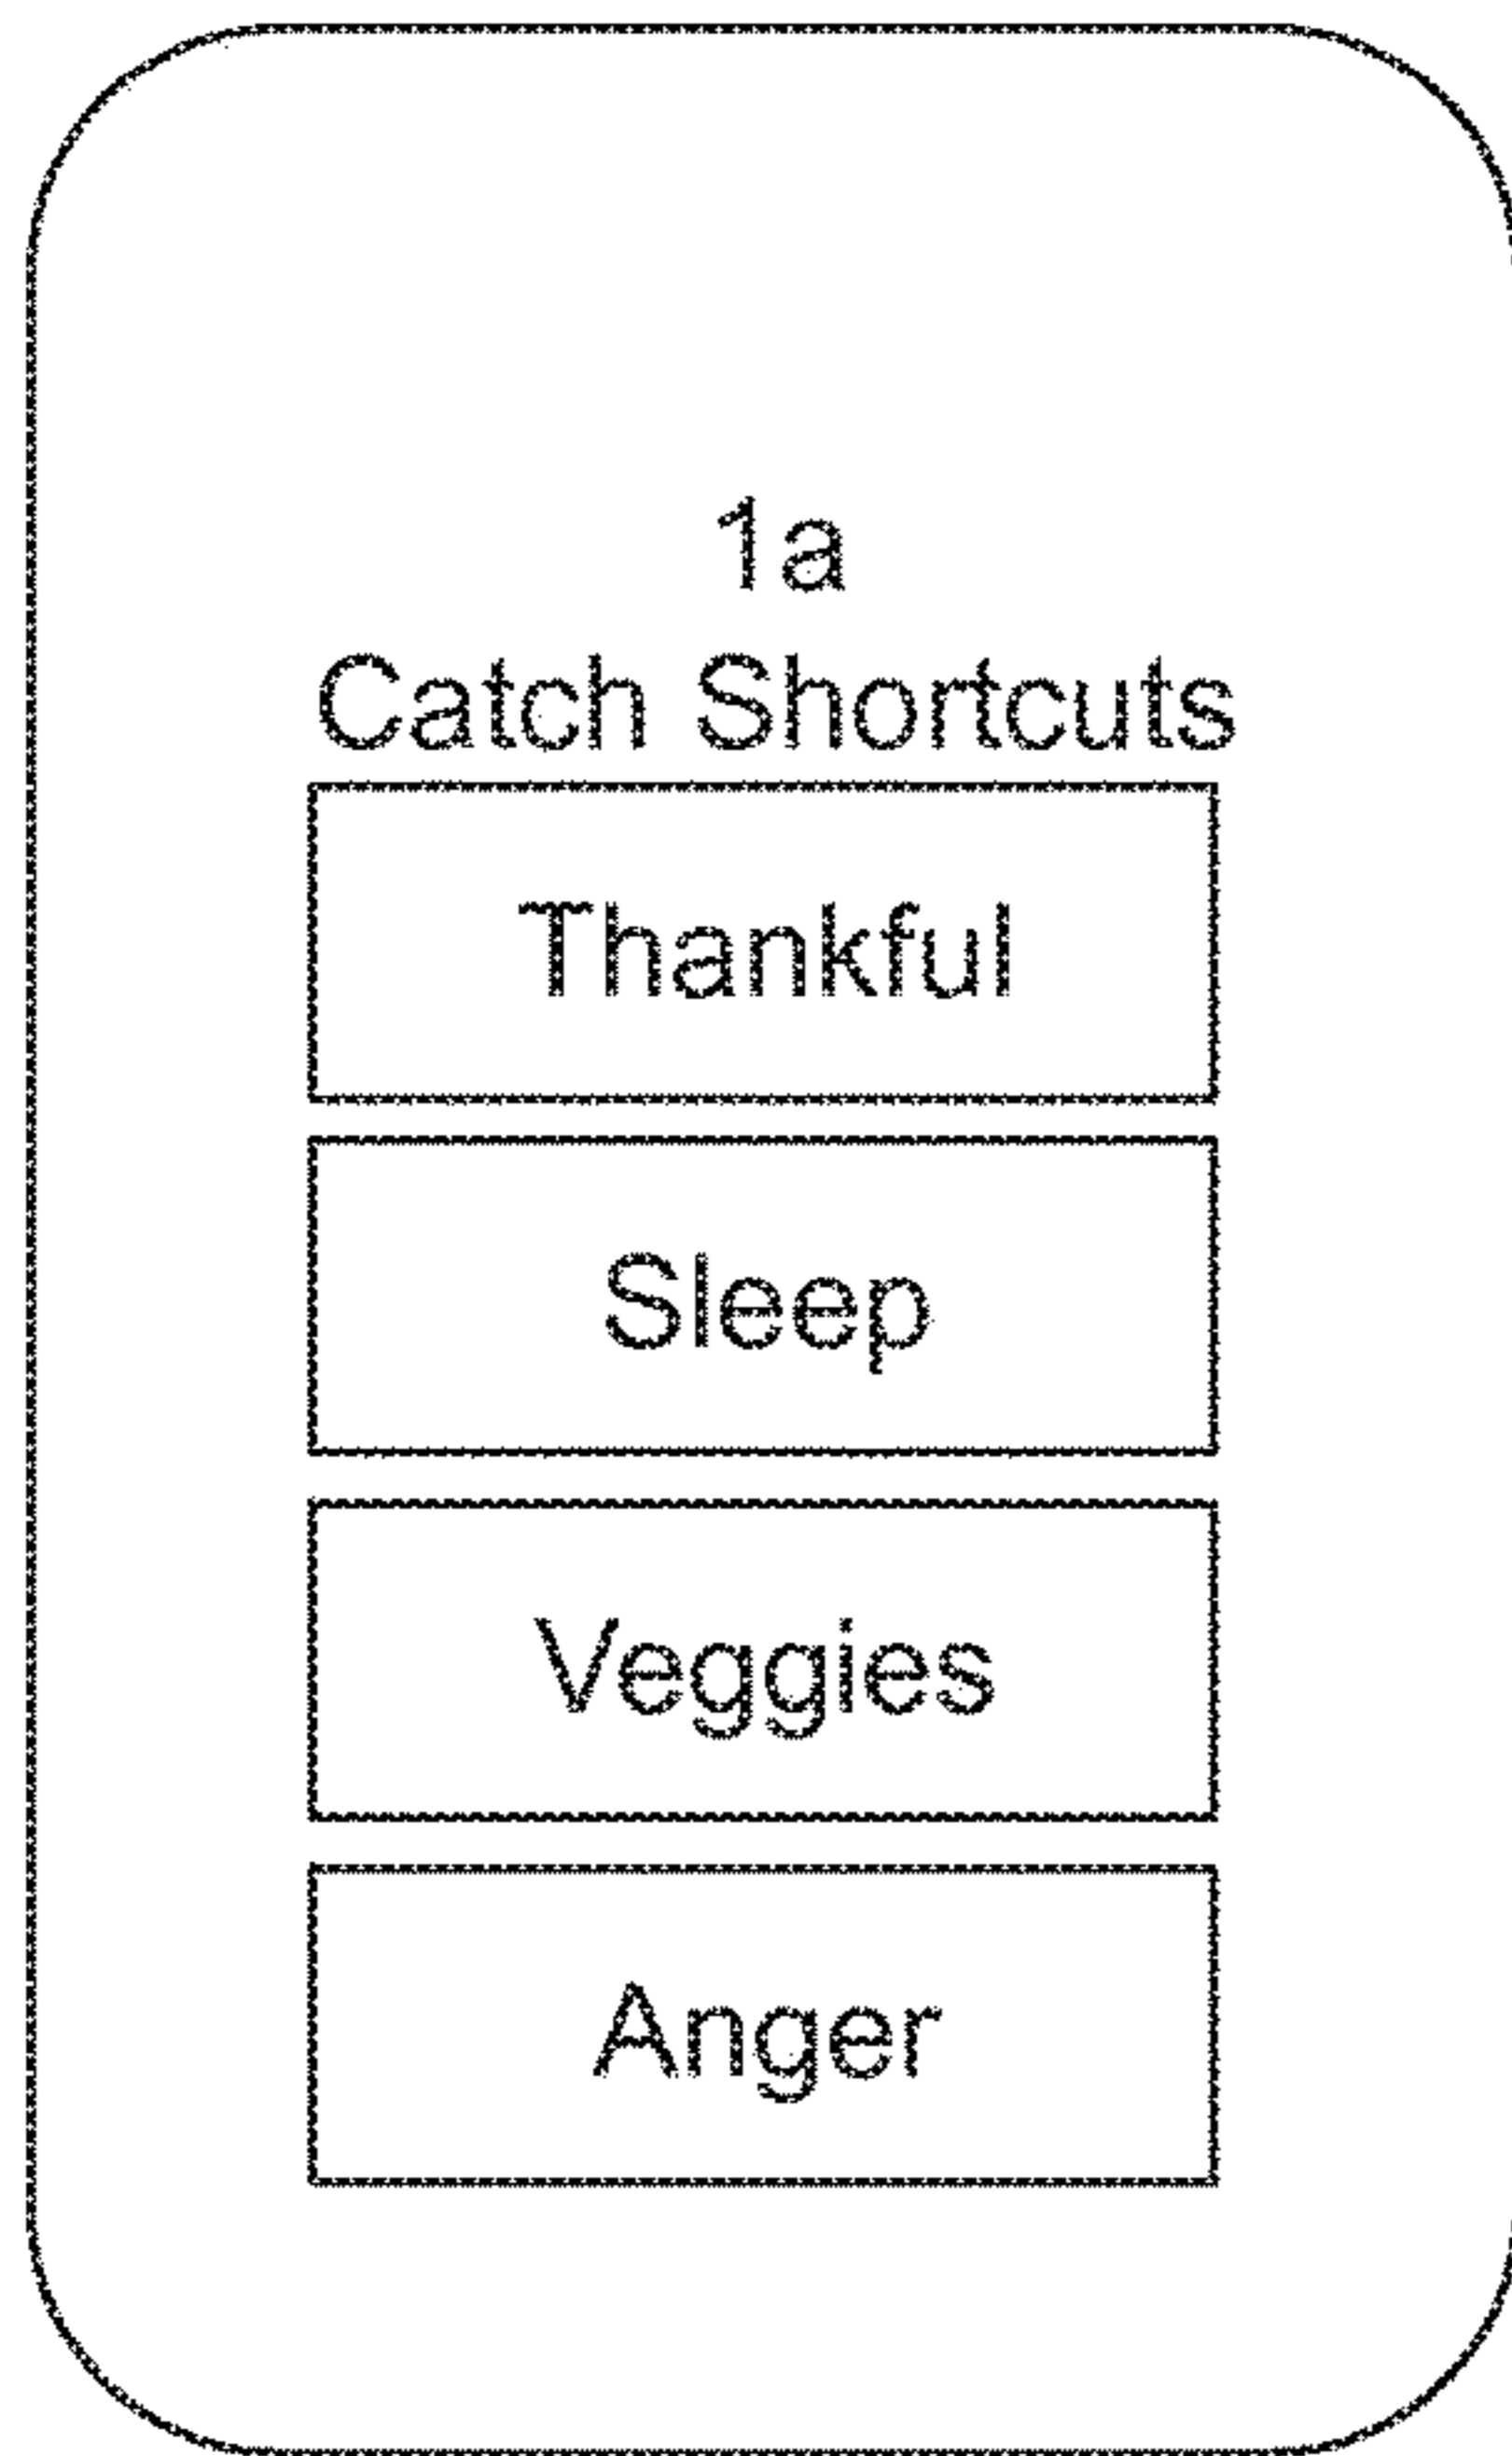 1a
Catch Shortcuts
Thankful
Sleep
Veggies
Anger